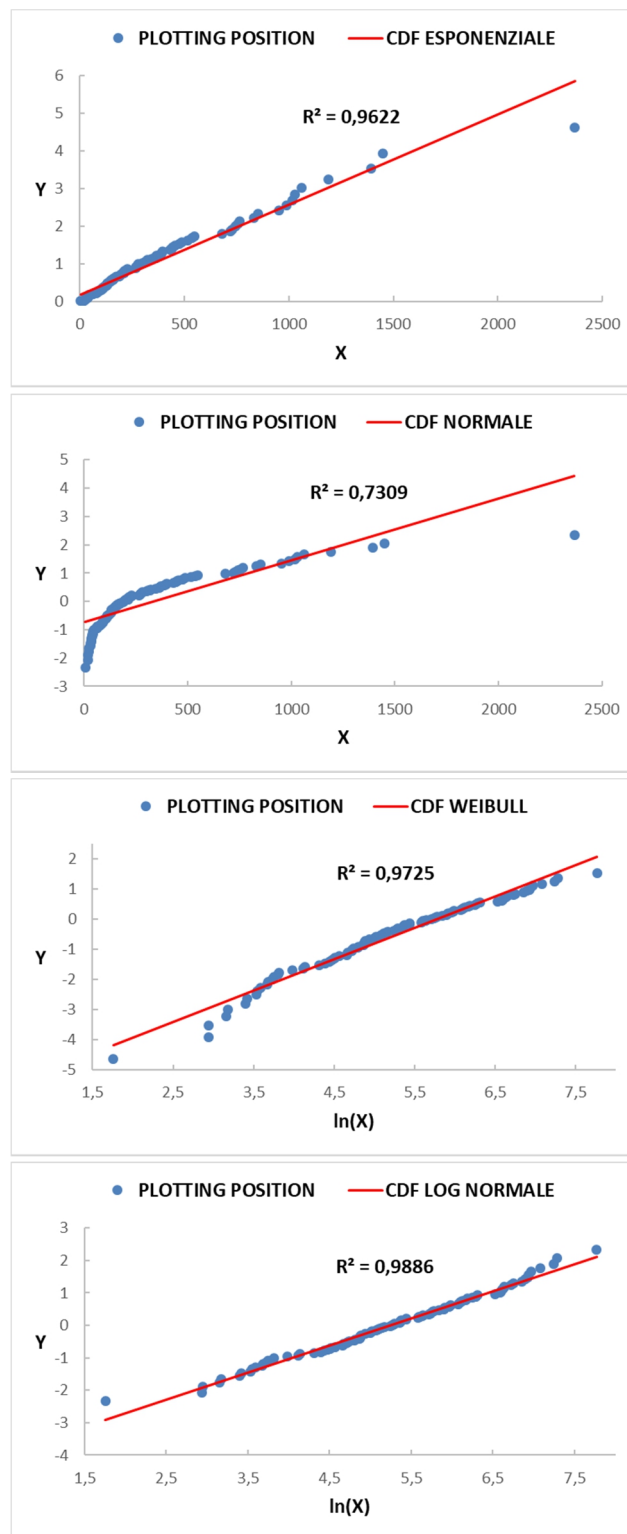 PLOTTING POSITION CDF ESPONENZIALE
6
R² = 0,9622
5
4
Y
3
2
1
0
0 500 1000 1500 2000 2500
X
PLOTTING POSITION CDF NORMALE
5
4
R² = 0,7309
3
2
Y
1
0
-1
-2
-3
0 500 1000 1500 2000 2500
X
PLOTTING POSITION CDF WEIBULL
2
R² = 0,9725
1
0
Y
-1
-2
-3
-4
-5
1,5 2,5 3,5 4,5 5,5 6,5 7,5
ln(X)
PLOTTING POSITION CDF LOG NORMALE
3
2
R² = 0,9886
1
Y
0
-1
-2
-3
-4
1,5 2,5 3,5 4,5 5,5 6,5 7,5
ln(X)